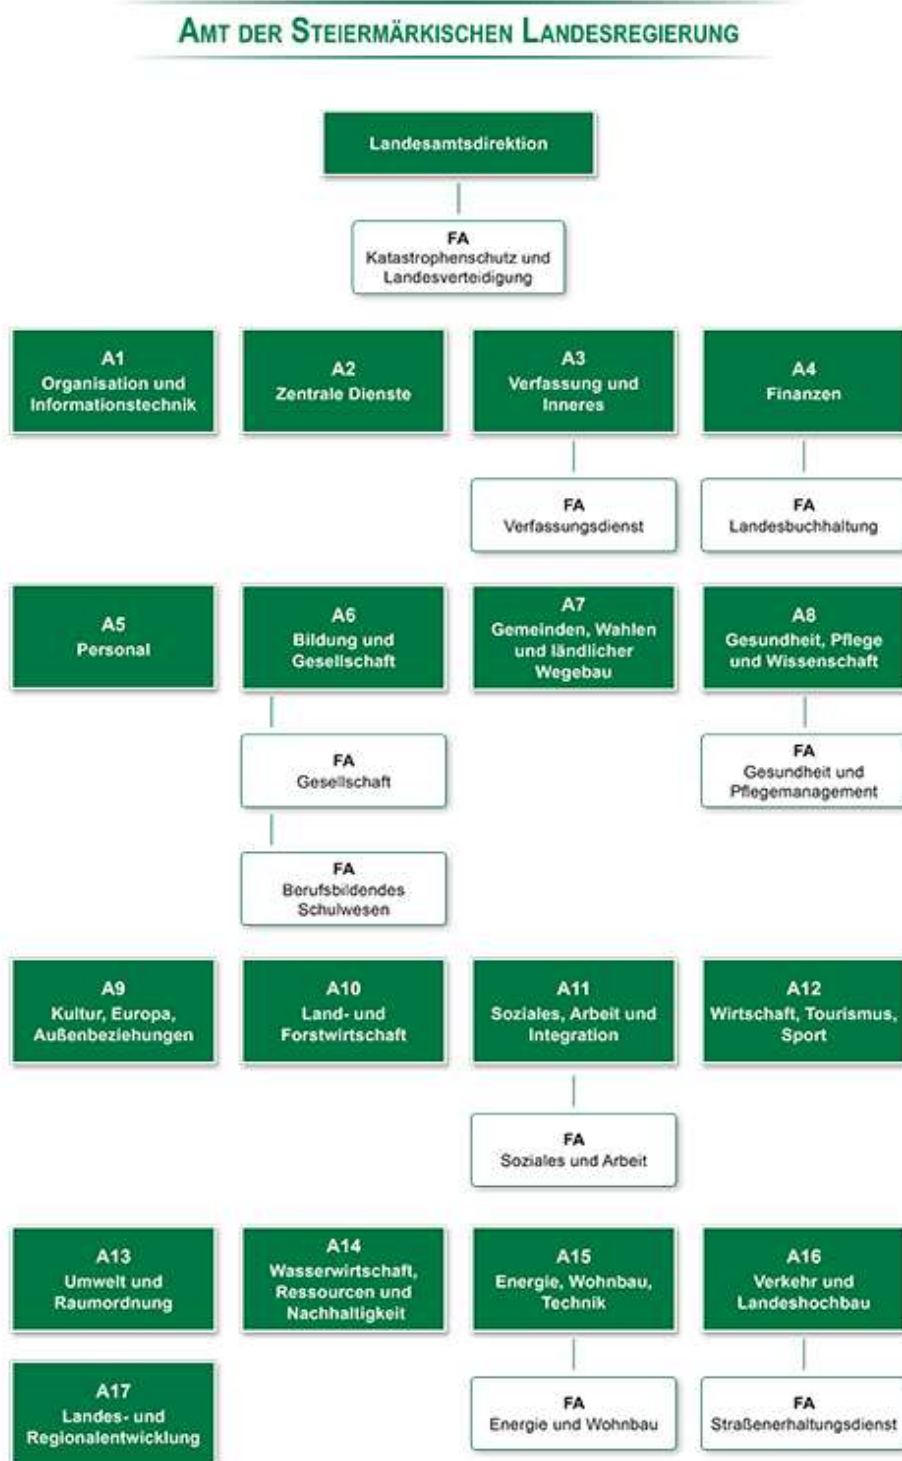 AMT DER STEIERMÄRKISCHEN LANDESREGIERUNG
Landesamtsdirektion
FA
Katastrophenschutz und
Landesverteidigung
A1
Organisation und
Informationstechnik
A2
Zentrale Dienste
A3
Verfassung und
Inneres
A4
Finanzen
FA
Verfassungsdienst
FA
Landesbuchhaltung
A5
Personal
A6
Bildung und
Gesellschaft
A7
Gemeinden, Wahlen
und ländlicher
Wegebau
A8
Gesundheit, Pflege
und Wissenschaft
FA
Gesellschaft
FA
Gesundheit und
Pflegemanagement
FA
Berufsbildendes
Schulwesen
A9
Kultur, Europa,
Außenbeziehungen
A10
Land- und
Forstwirtschaft
A11
Soziales, Arbeit und
Integration
A12
Wirtschaft, Tourismus,
Sport
FA
Soziales und Arbeit
A13
Umwelt und
Raumordnung
A14
Wasserwirtschaft,
Ressourcen und
Nachhaltigkeit
A15
Energie, Wohnbau,
Technik
A16
Verkehr und
Landeshochbau
A17
Landes- und
Regionalentwicklung
FA
Energie und Wohnbau
FA
Straßenerhaltungsdienst